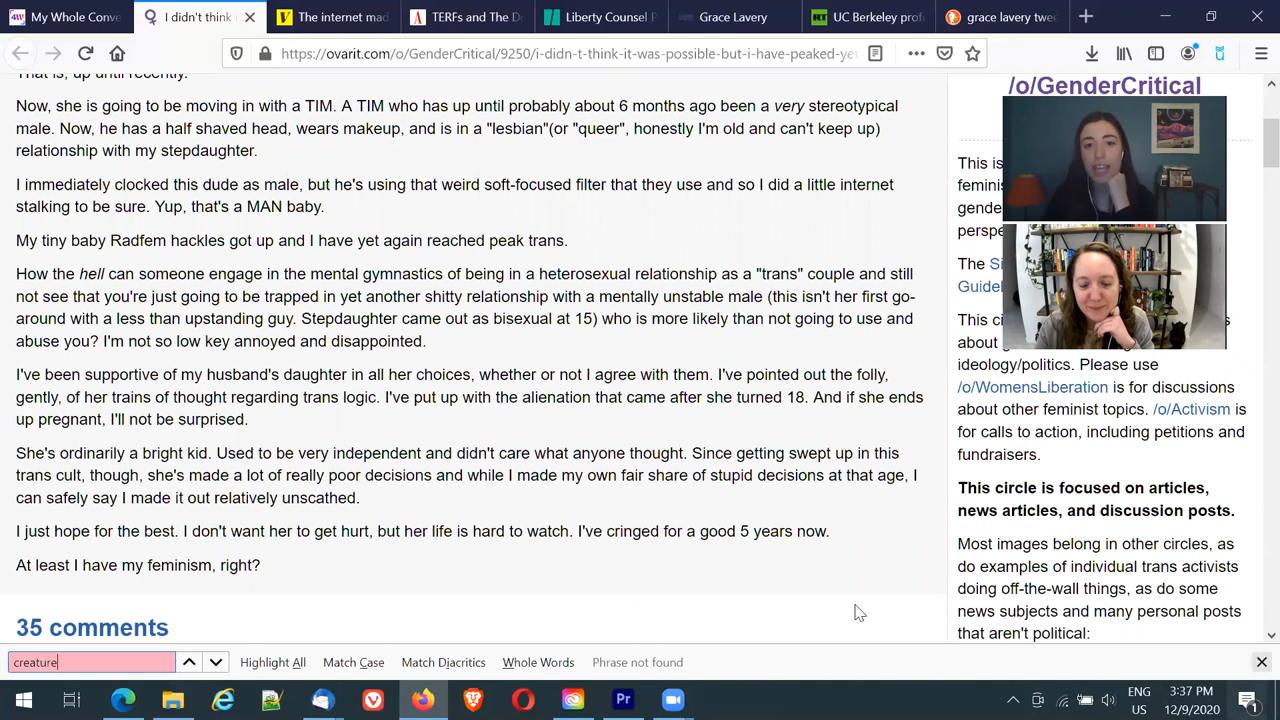 My Whole Conve
I didn't think
The internet mad
TERFs and The D
Liberty Counsel P
Grace Lavery
UC Berkeley prof
grace lavery twe
https://ovarit.com/o/GenderCritical/9250/i-didn-t-think-it-was-possible-but-i-have-peaked-ye
That is, up until recently.
Now, she is going to be moving in with a TIM. A TIM who has up until probably about 6 months ago been a very stereotypical
male. Now, he has a half shaved head, wears makeup, and is in a "lesbian"(or "queer", honestly I'm old and can't keep up)
relationship with my stepdaughter.
I immediately clocked this dude as male, but he's using that weird soft-focused filter that they use and so I did a little internet
stalking to be sure. Yup, that's a MAN baby.
My tiny baby Radfem hackles got up and I have yet again reached peak trans.
How the hell can someone engage in the mental gymnastics of being in a heterosexual relationship as a "trans" couple and still
not see that you're just going to be trapped in yet another shitty relationship with a mentally unstable male (this isn't her first go-
around with a less than upstanding guy. Stepdaughter came out as bisexual at 15) who is more likely than not going to use and
abuse you? I'm not so low key annoyed and disappointed.
I've been supportive of my husband's daughter in all her choices, whether or not I agree with them. I've pointed out the folly,
gently, of her trains of thought regarding trans logic. I've put up with the alienation that came after she turned 18. And if she ends
up pregnant, I'll not be surprised.
She's ordinarily a bright kid. Used to be very independent and didn't care what anyone thought. Since getting swept up in this
trans cult, though, she's made a lot of really poor decisions and while I made my own fair share of stupid decisions at that age, I
can safely say I made it out relatively unscathed.
I just hope for the best. I don't want her to get hurt, but her life is hard to watch. I've cringed for a good 5 years now.
At least I have my feminism, right?
35 comments
/o/GenderCritical
This is
feminis
gende
perspe
The Si
Guidel
This ci
about g
ideology/politics. Please use
/o/WomensLiberation is for discussions
about other feminist topics. /o/Activism is
for calls to action, including petitions and
fundraisers.
This circle is focused on articles,
news articles, and discussion posts.
Most images belong in other circles, as
do examples of individual trans activists
doing off-the-wall things, as do some
news subjects and many personal posts
that aren't political:
creature
Highlight All
Match Case
Match Diacritics
Whole Words
Phrase not found
ENG
US
3:37 PM
12/9/2020